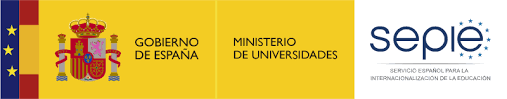 GOBIERNO
DE ESPAÑA
MINISTERIO
DE UNIVERSIDADES
sepie
SERVICIO ESPAÑOL PARA LA
INTERNACIONALIZACIÓN DE LA EDUCACIÓN